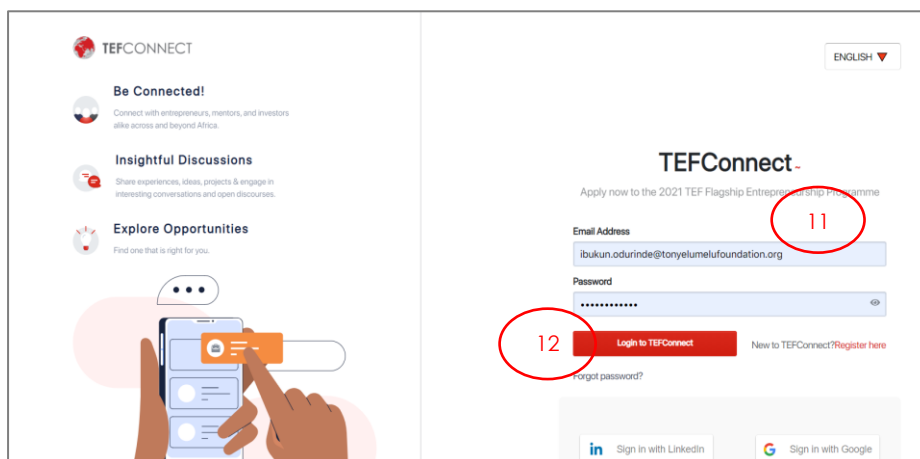 TEFCONNECT
Be Connected!
Connect with entrepreneurs, mentors, and investors
alike across and beyond Africa.
Insightful Discussions
Share experiences, ideas, projects & engage in
interesting conversations and open discourses.
Explore Opportunities
Find one that is right for you.
ENGLISH
TEFConnect
Apply now to the 2021 TEF Flagship Entrepreneurship Programme
11
Email Address
ibukun.odurinde@tonyelumelufoundation.org
Password
••••••••••••
12
Login to TEFConnect
New to TEFConnect?Register here
Forgot password?
in Sign in with LinkedIn
G Sign in with Google